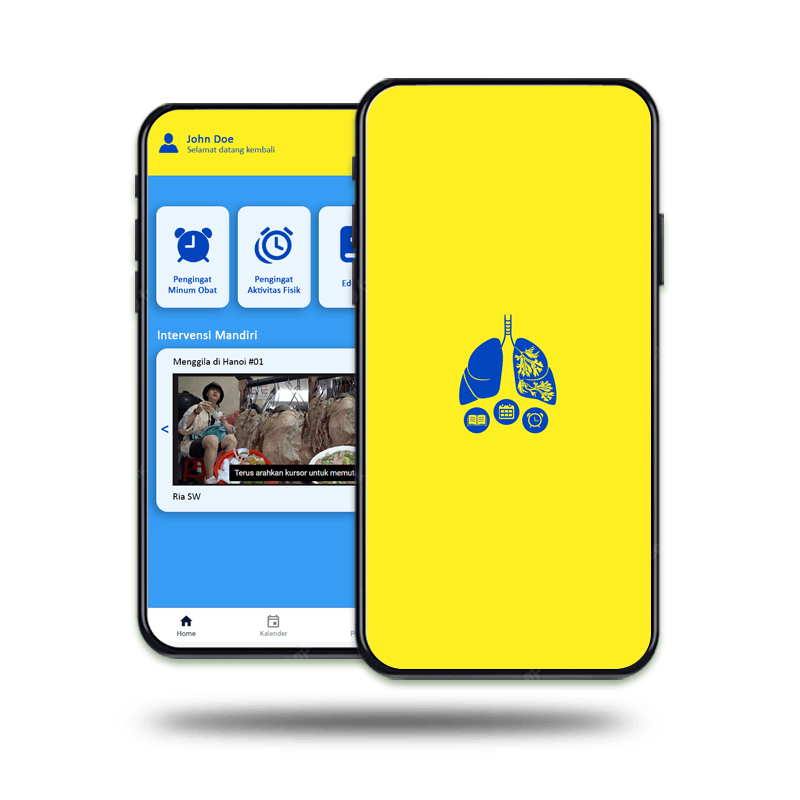 John Doe
Selamat datang kembali
Pengingat
Minum Obat
Pengingat
Aktivitas Fisik
Ed
Intervensi Mandiri
Menggila di Hanoi #01
<
Terus arahkan kursor untuk memuta
Ria SW
Home
Kalender
P